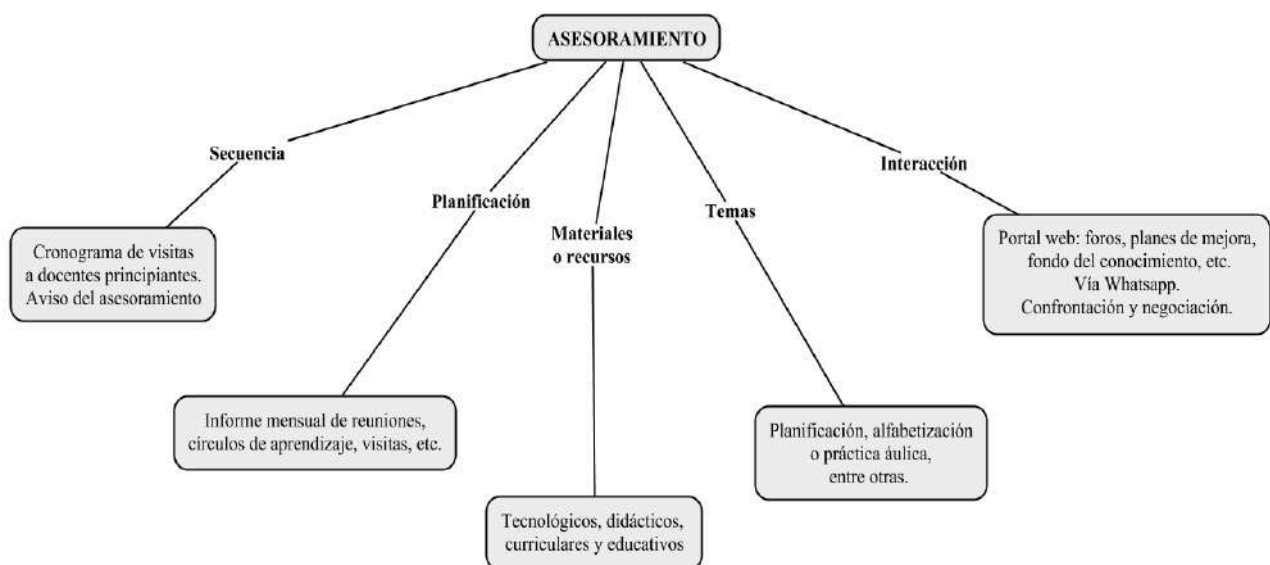 ASESORAMIENTO
Secuencia
Cronograma de visitas
a docentes principiantes.
Aviso del asesoramiento
Planificación
Informe mensual de reuniones,
círculos de aprendizaje, visitas, etc.
Materiales
o recursos
Tecnológicos, didácticos,
curriculares y educativos
Temas
Planificación, alfabetización
o práctica áulica,
entre otras.
Interacción
Portal web: foros, planes de mejora,
fondo del conocimiento, etc.
Vía Whatsapp.
Confrontación y negociación.